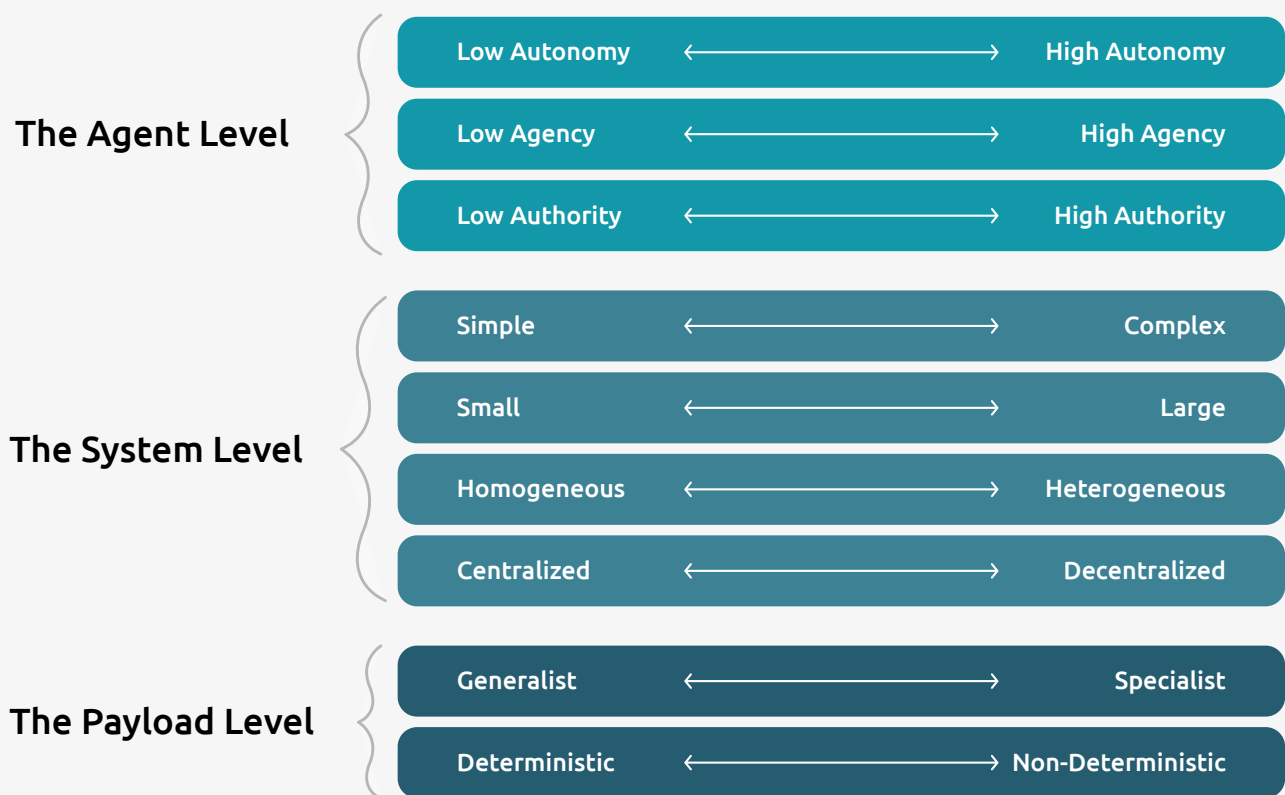 The Agent Level
Low Autonomy High Autonomy
Low Agency High Agency
Low Authority High Authority
The System Level
Simple Complex
Small Large
Homogeneous Heterogeneous
Centralized Decentralized
The Payload Level
Generalist Specialist
Deterministic Non-Deterministic